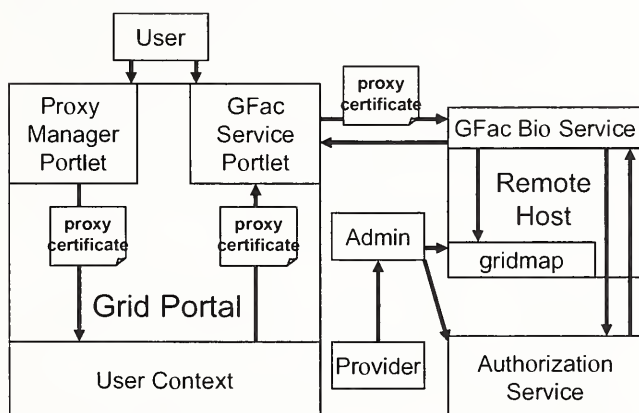 User
Proxy
Manager
Portlet
GFac
Service
Portlet
proxy
certificate
GFac Bio Service
Remote
Host
proxy
certificate
proxy
certificate
Admin
gridmap
Grid Portal
User Context
Provider
Authorization
Service